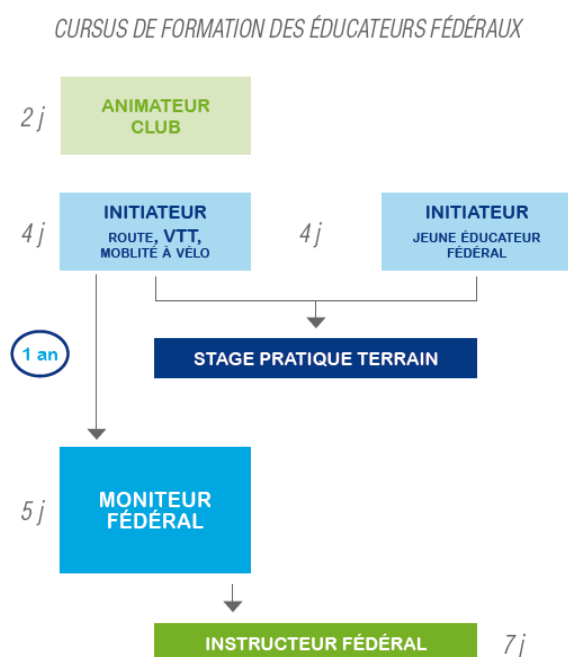 CURSUS DE FORMATION DES ÉDUCATEURS FÉDÉRAUX
2 j
ANIMATEUR
CLUB
4 j
INITIATEUR
ROUTE, VTT,
MOBLITÉ À VÉLO
4 j
INITIATEUR
JEUNE ÉDUCATEUR
FÉDÉRAL
STAGE PRATIQUE TERRAIN
1 an
5 j
MONITEUR
FÉDÉRAL
INSTRUCTEUR FÉDÉRAL
7 j